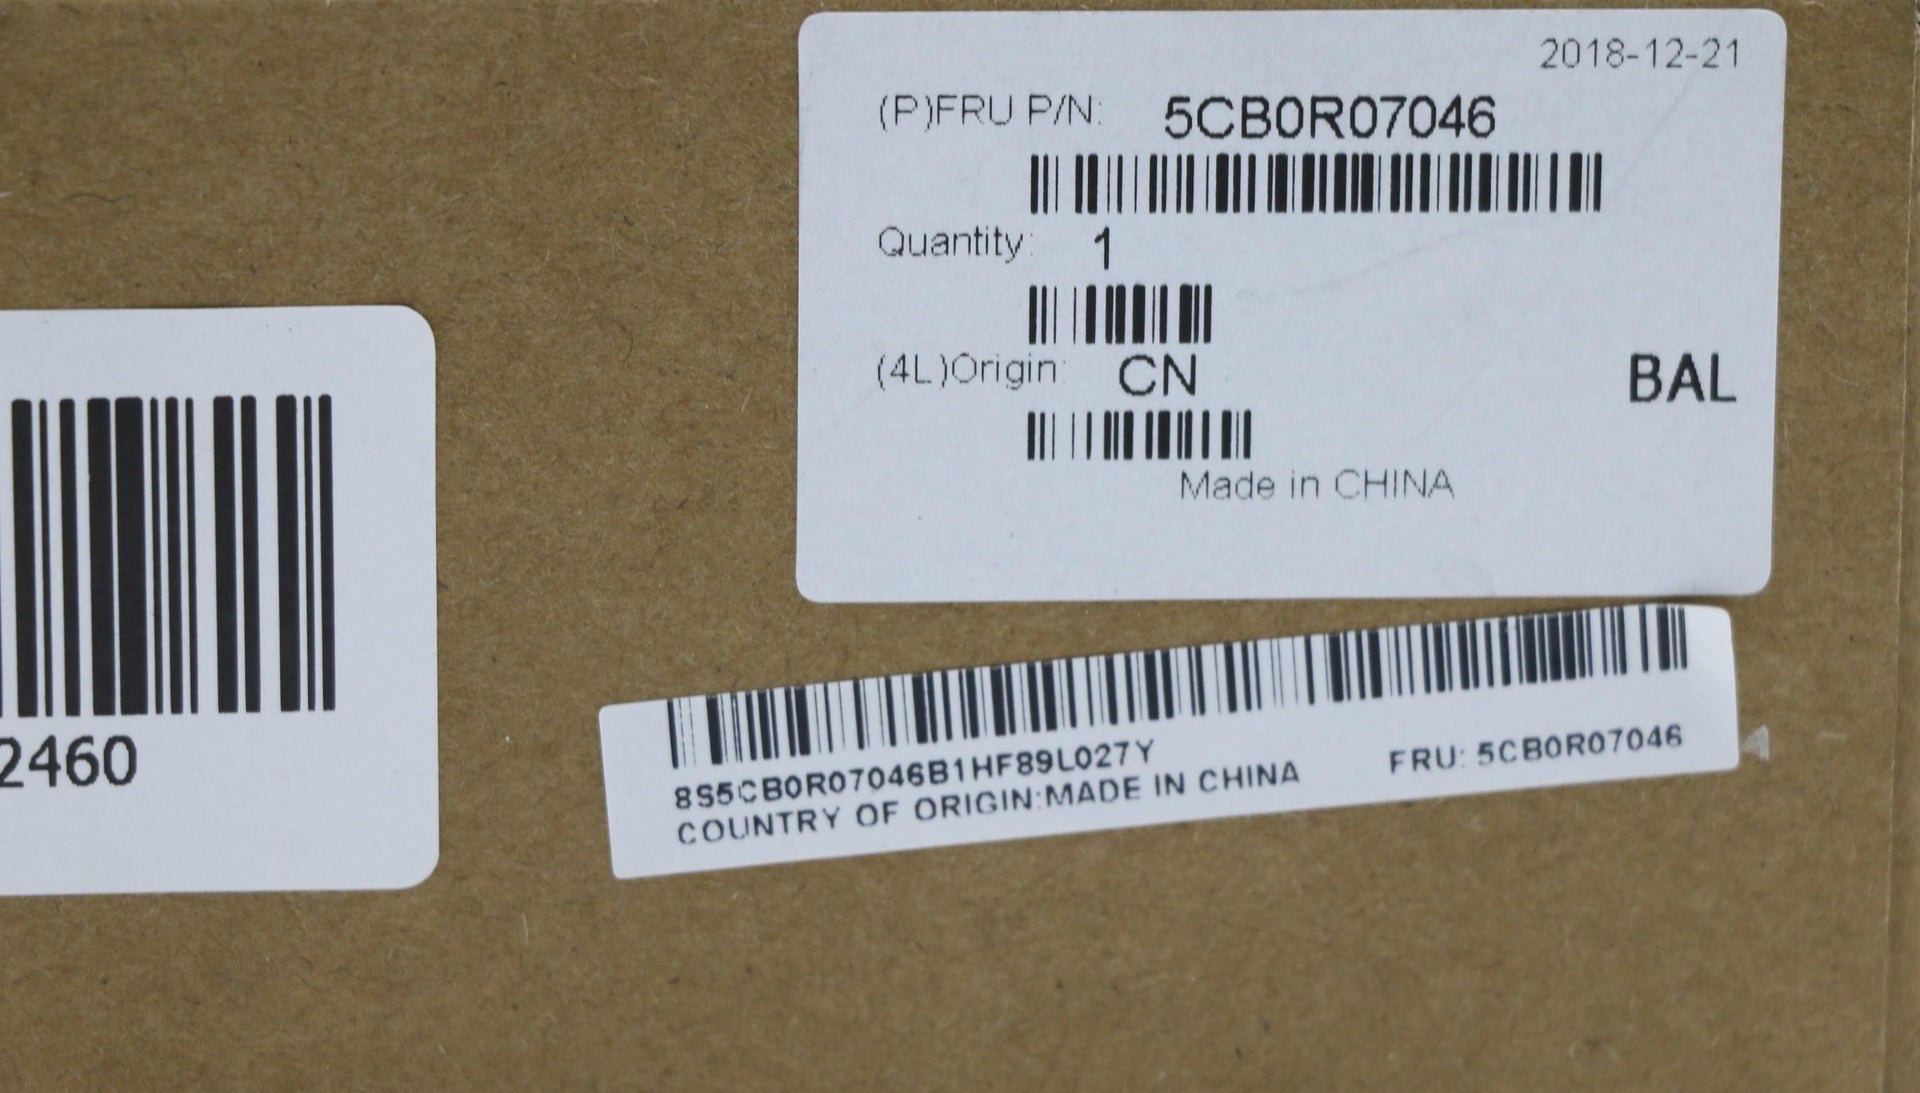 2018-12-21
(P)FRU P/N: 5CB0R07046
Quantity: 1
(4L)Origin: CN
BAL
Made in CHINA
2460
8S5CB0R07046B1HF89L027Y
COUNTRY OF ORIGIN:MADE IN CHINA
FRU: 5CB0R07046